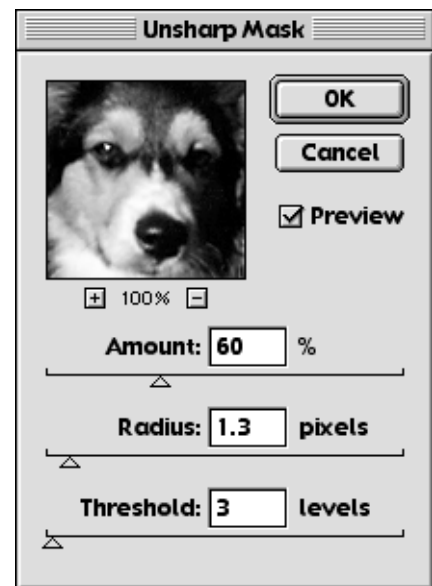 Unsharp Mask
OK
Cancel
Preview
+ 100% -
Amount: 60 %
Radius: 1.3 pixels
Threshold: 3 levels